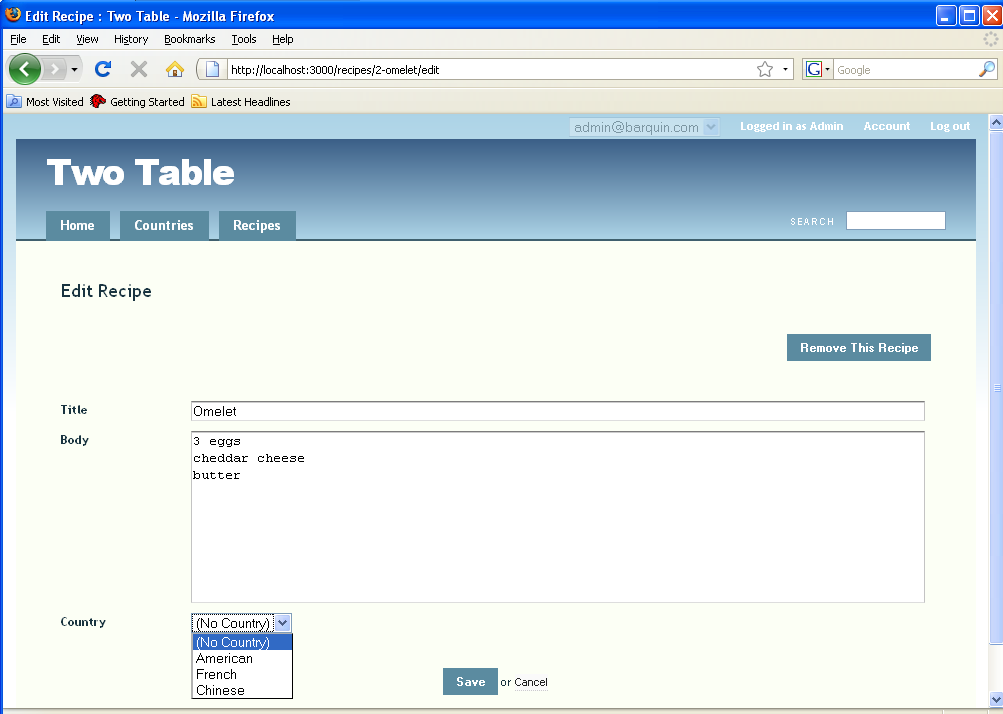 Edit Recipe : Two Table - Mozilla Firefox
File Edit View History Bookmarks Tools Help
http://localhost:3000/recipes/2-omelet/edit G Google
Most Visited Getting Started Latest Headlines
admin@barquin.com Logged in as Admin Account Log out
Two Table
Home Countries Recipes SEARCH
Edit Recipe
Remove This Recipe
Title Omelet
Body 3 eggs
cheddar cheese
butter
Country (No Country)
(No Country)
American
French
Chinese
Save or Cancel